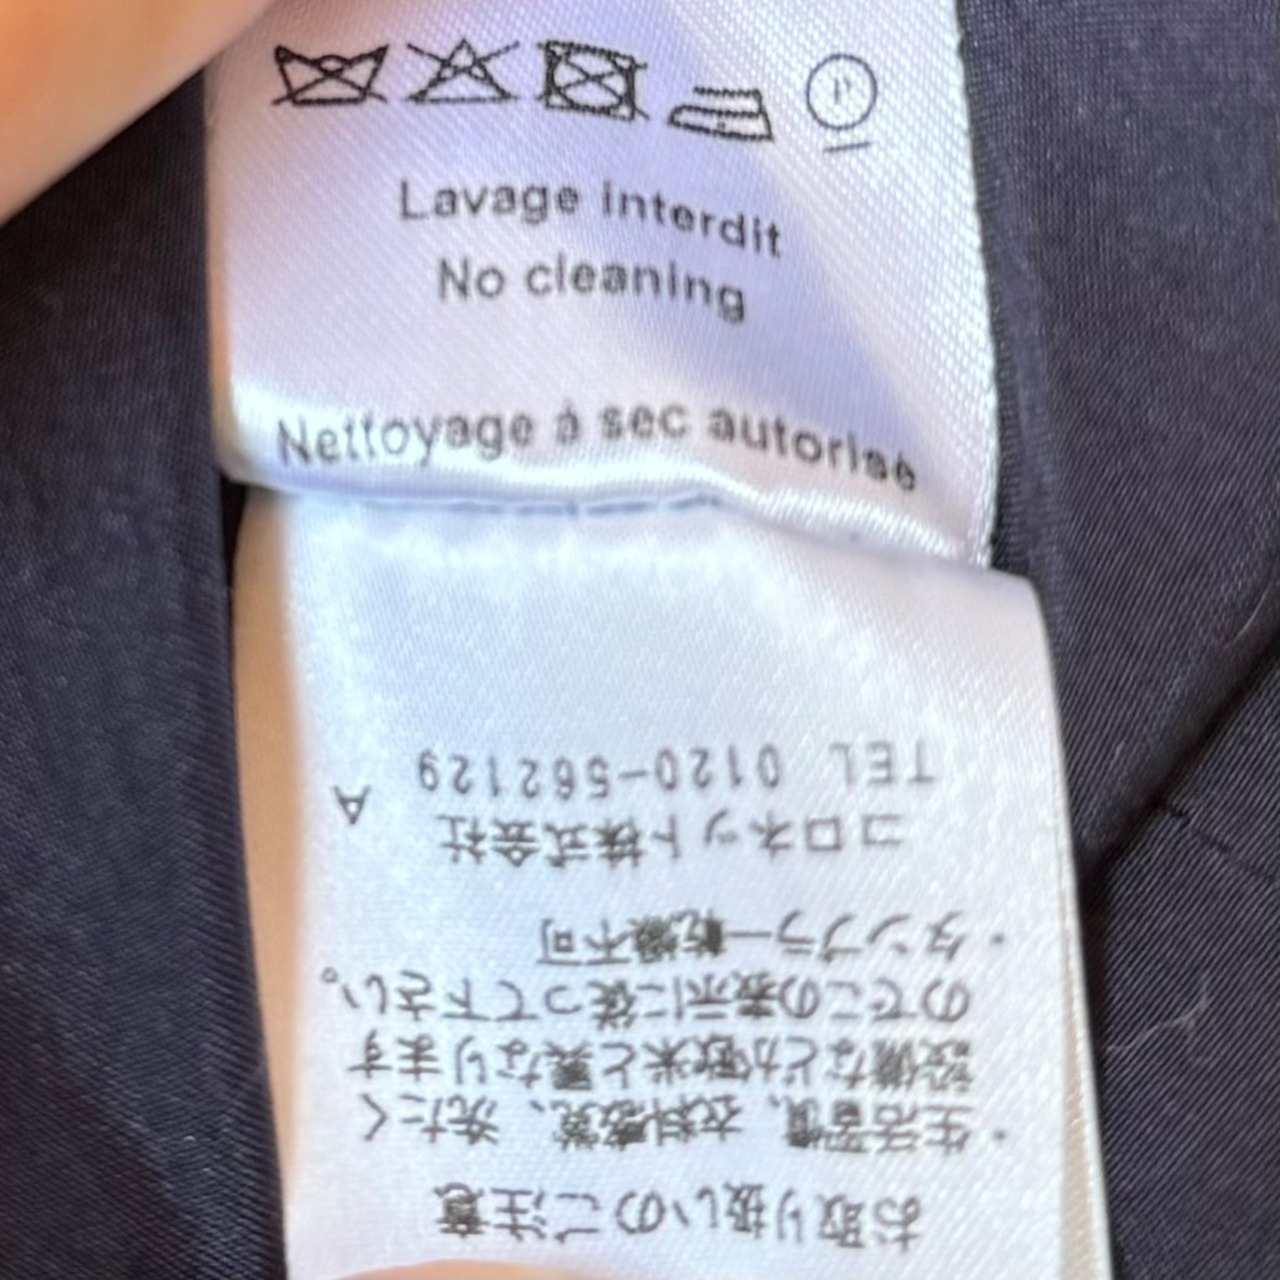 P
Lavage interdit
No cleaning
Nettoyage à sec autorisé
お取り扱いのご注意
・生活習慣、衣料感覚、洗たく
設備などが欧米と異なります
のでこの表示に従って下さい。
・タンブラー乾燥不可
コロネット株式会社 A
TEL 0120-562129